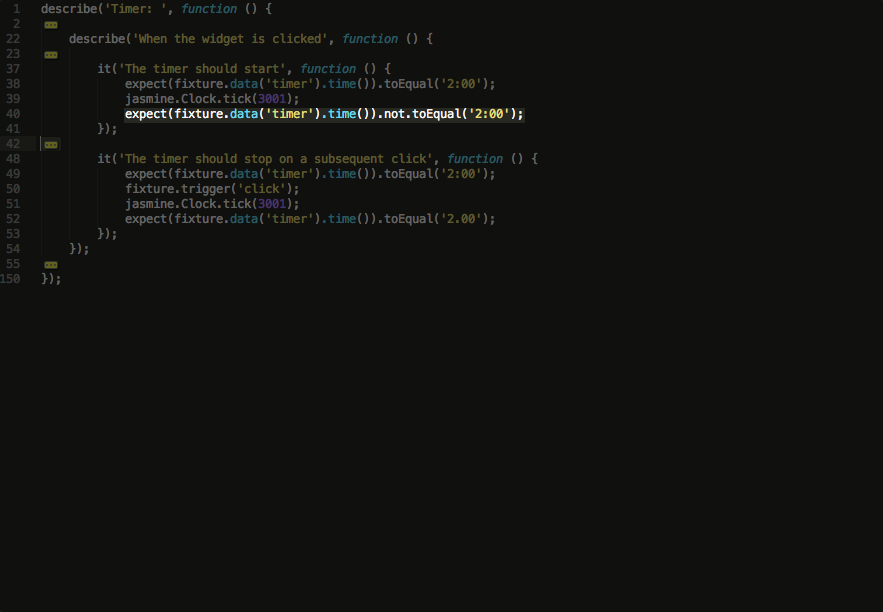 1 describe('Timer: ', function () {
2
22 describe('When the widget is clicked', function () {
23
37 it('The timer should start', function () {
38 expect(fixture.data('timer').time()).toEqual('2:00');
39 jasmine.Clock.tick(3001);
40 expect(fixture.data('timer').time()).not.toEqual('2:00');
41 });
42
48 it('The timer should stop on a subsequent click', function () {
49 expect(fixture.data('timer').time()).toEqual('2:00');
50 fixture.trigger('click');
51 jasmine.Clock.tick(3001);
52 expect(fixture.data('timer').time()).toEqual('2.00');
53 });
54 });
55
150 });